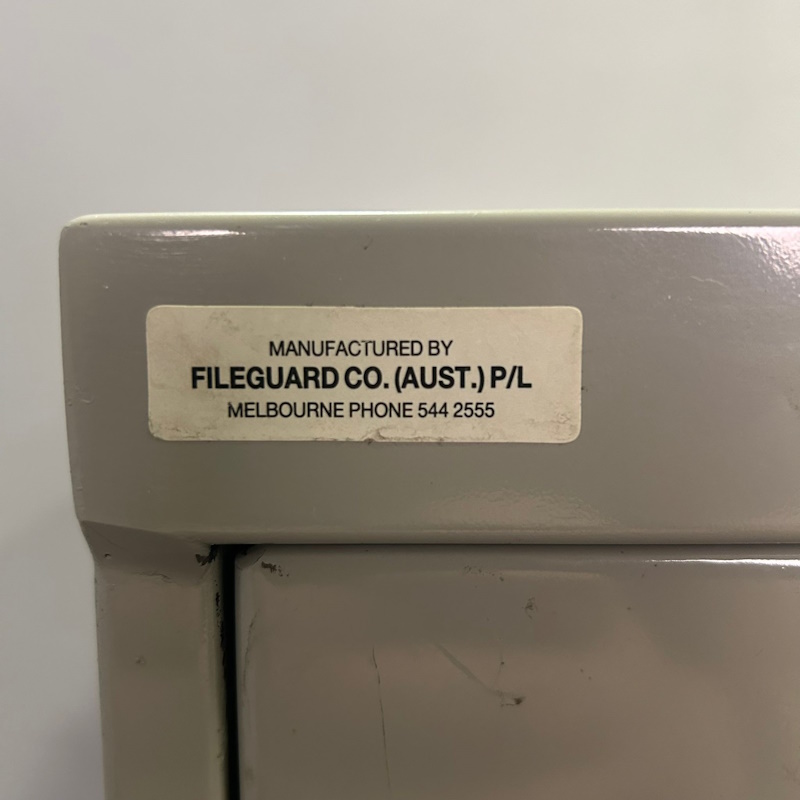 MANUFACTURED BY
FILEGUARD CO. (AUST.) P/L
MELBOURNE PHONE 544 2555